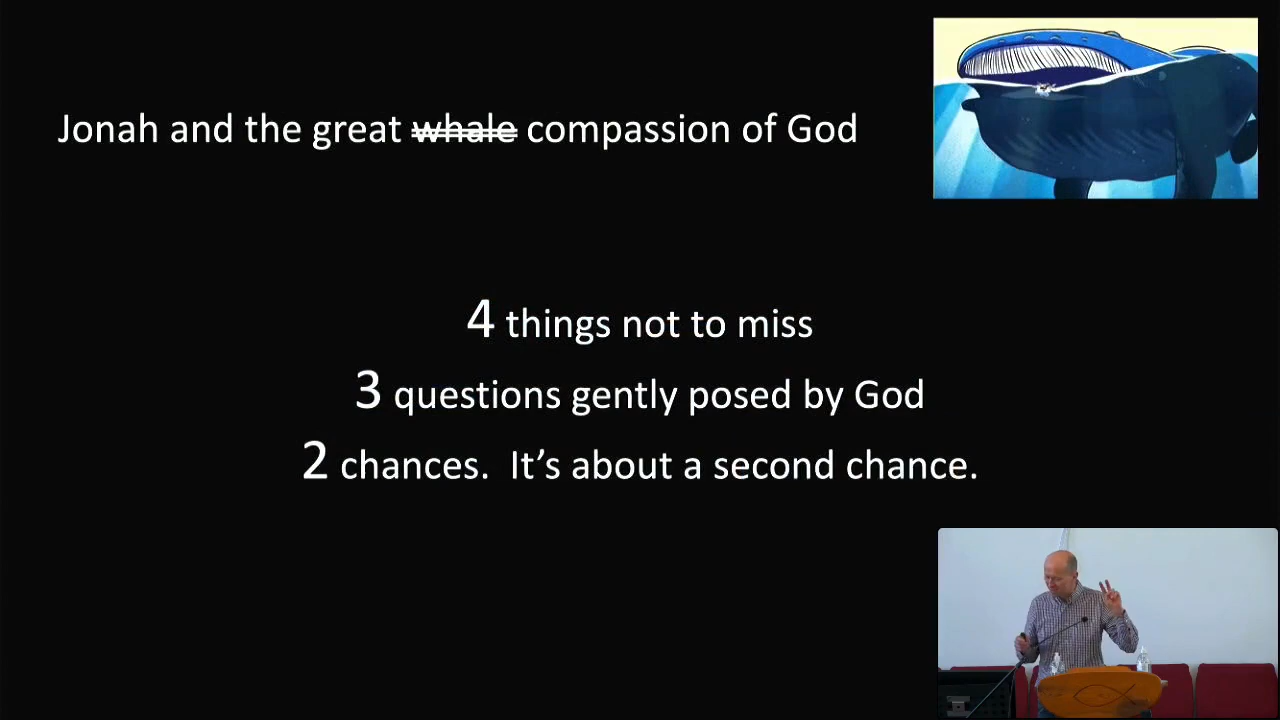 Jonah and the great whale compassion of God
4 things not to miss
3 questions gently posed by God
2 chances.  It’s about a second chance.